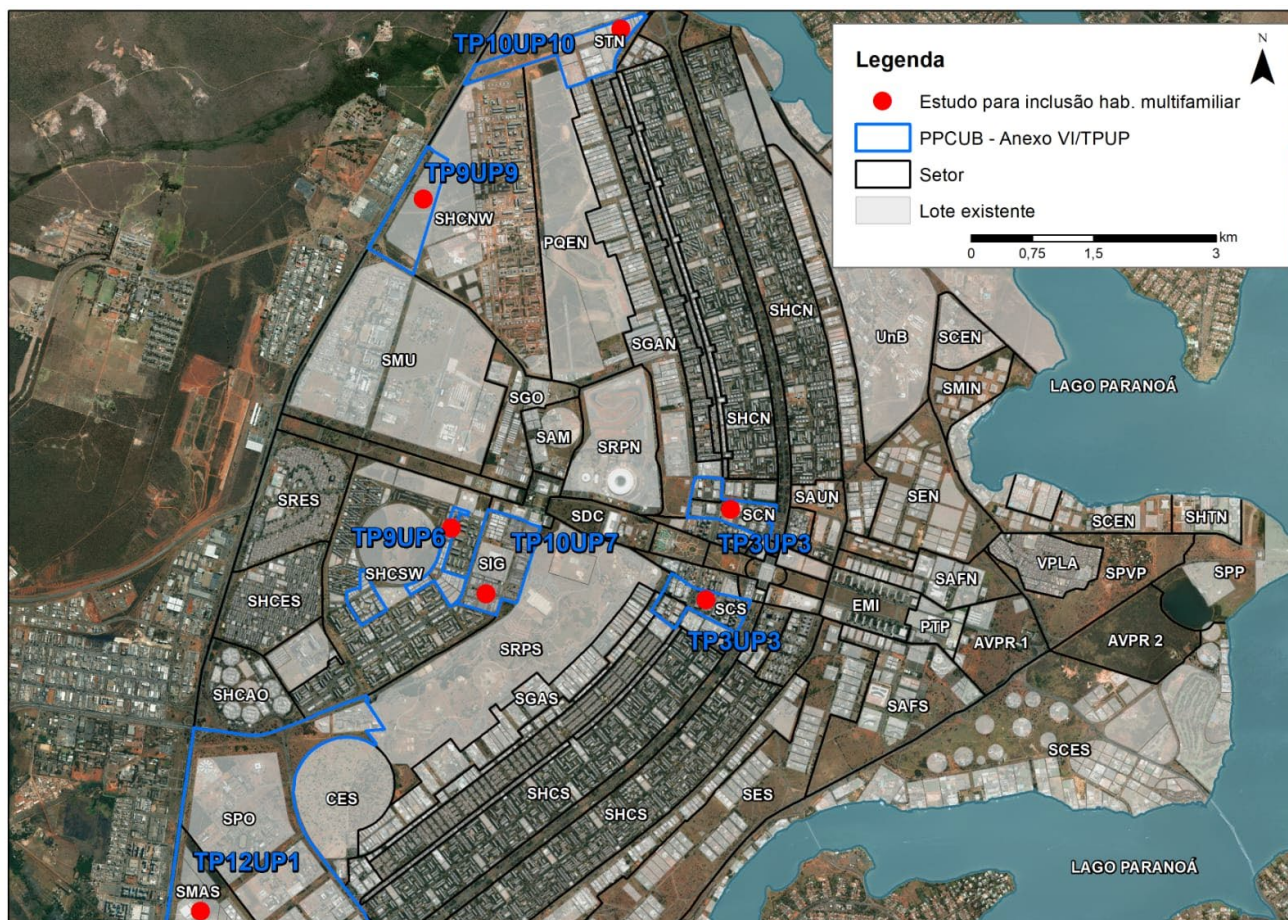 TP10UP10
STN
Legenda
N
Estudo para inclusão hab. multifamiliar
PPCUB - Anexo VI/TPUP
Setor
Lote existente
km
0 0,75 1,5 3
TP9UP9
SHCNW
PQEN
SHCN
SGAN
UnB
SCEN
SMIN
LAGO PARANOÁ
SMU
SGO
SAM
SRPN
SHCN
SRES
SDC
SCN
SAUN
SEN
SCEN
SHTN
TP9UP6
TP10UP7
TP3UP3
SIG
SHCSW
SHCES
SAFN
VPLA
SPVP
SPP
EMI
SCS
PTP
AVPR-1
AVPR 2
TP3UP3
SRPS
SHCAO
SGAS
SAFS
SCES
CES
SPO
SHCS
SHCS
SES
TP12UP1
SMAS
LAGO PARANOÁ